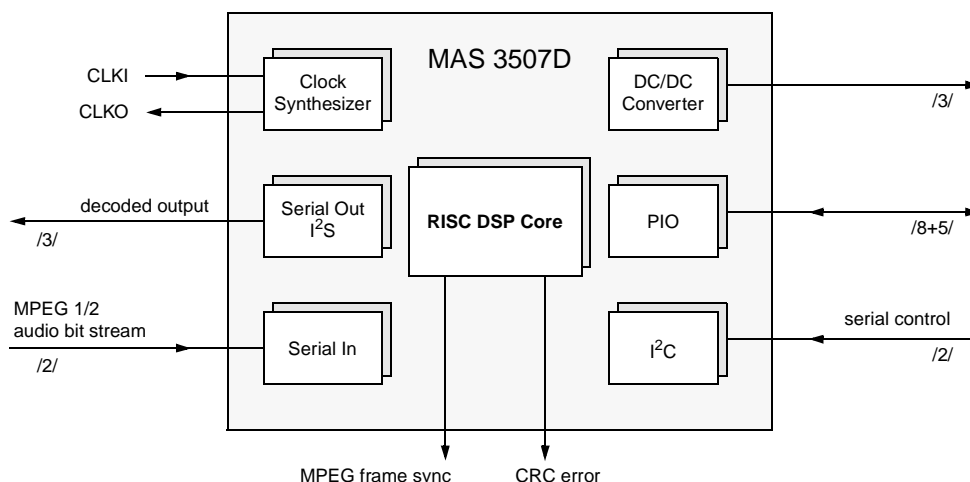 MAS 3507D
CLKI
CLKO
Clock
Synthesizer
DC/DC
Converter
/3/
decoded output
/3/
Serial Out
I²S
RISC DSP Core
PIO
/8+5/
MPEG 1/2
audio bit stream
/2/
Serial In
I²C
serial control
/2/
MPEG frame sync
CRC error